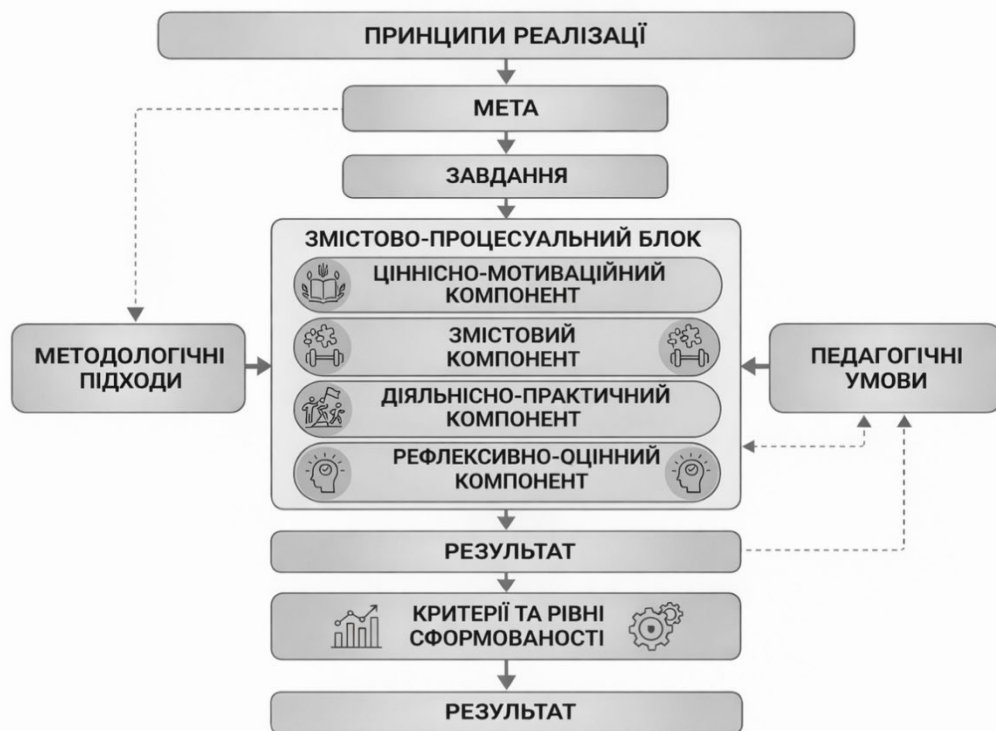 ПРИНЦИПИ РЕАЛІЗАЦЇ
МЕТА
ЗАВДАННЯ
ЗМІСТОВО-ПРОЦЕСУАЛЬНИЙ БЛОК
ЦІННІСНО-МОТИВАЦІЙНИЙ
КОМПОНЕНТ
ЗМІСТОВИЙ
КОМПОНЕНТ
ДІЯЛЬНІСНО-ПРАКТИЧНИЙ
КОМПОНЕНТ
РЕФЛЕКСИВНО-ОЦІННИЙ
КОМПОНЕНТ
МЕТОДОЛОГІЧНІ
ПІДХОДИ
ПЕДАГОГІЧНІ
УМОВИ
РЕЗУЛЬТАТ
КРИТЕРІЇ ТА РІВНІ
СФОРМОВАНОСТІ
РЕЗУЛЬТАТ